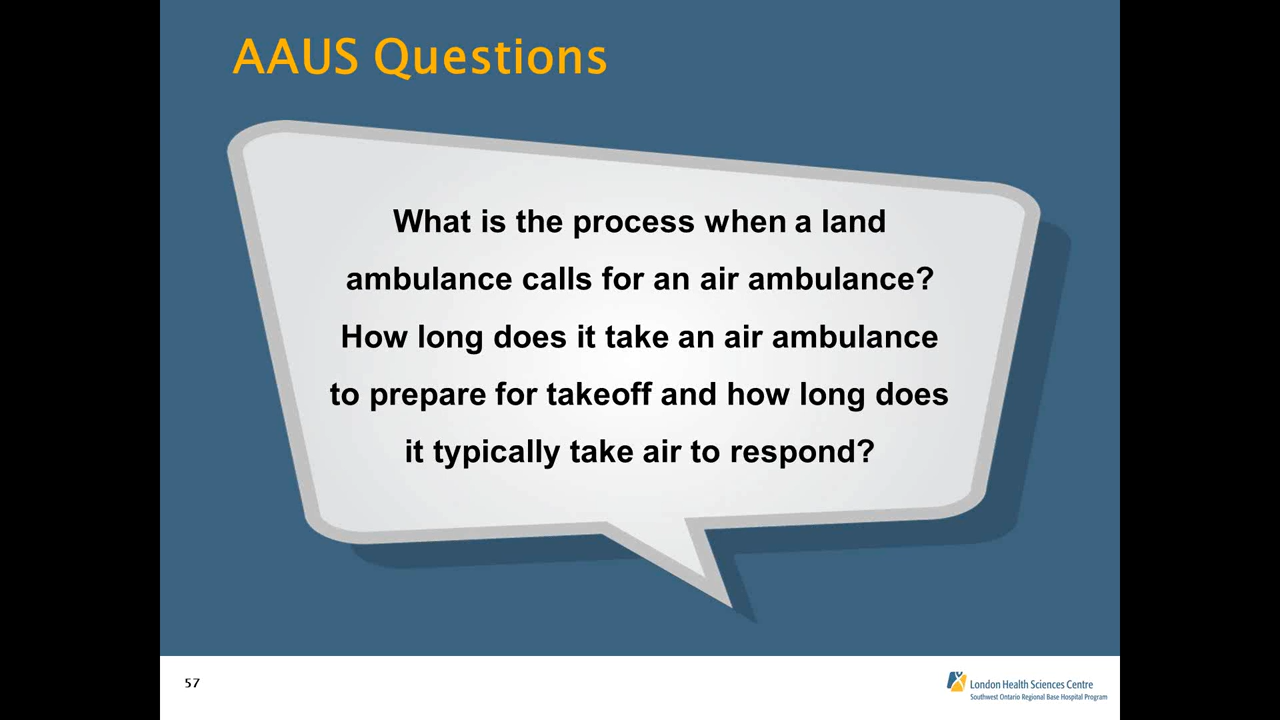 AAUS Questions
What is the process when a land
ambulance calls for an air ambulance?
How long does it take an air ambulance
to prepare for takeoff and how long does
it typically take air to respond?
57
London Health Sciences Centre
Southwest Ontario Regional Base Hospital Program